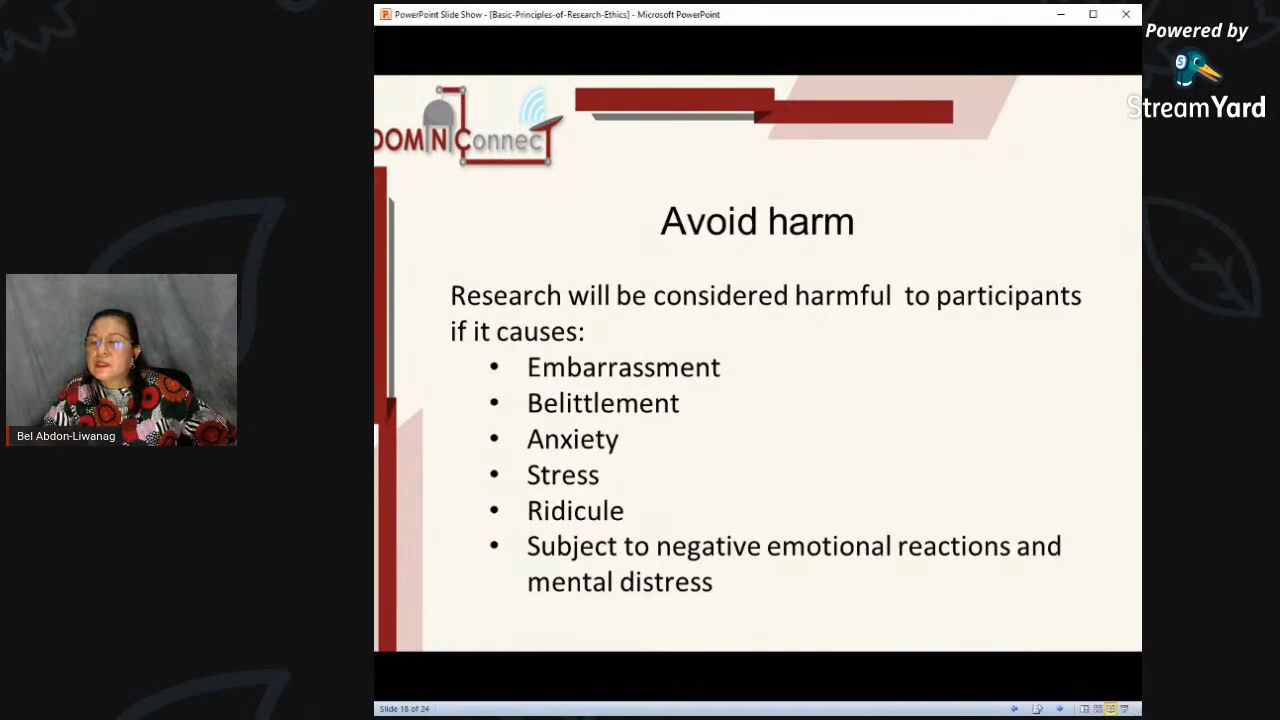 PowerPoint Slide Show - [Basic-Principles-of-Research-Ethics] - Microsoft PowerPoint
Powered by
StreamYard
DOMINConnecT
Avoid harm
Research will be considered harmful to participants
if it causes:
• Embarrassment
• Belittlement
• Anxiety
• Stress
• Ridicule
• Subject to negative emotional reactions and
mental distress
Bel Abdon-Liwanag
Slide 18 of 24